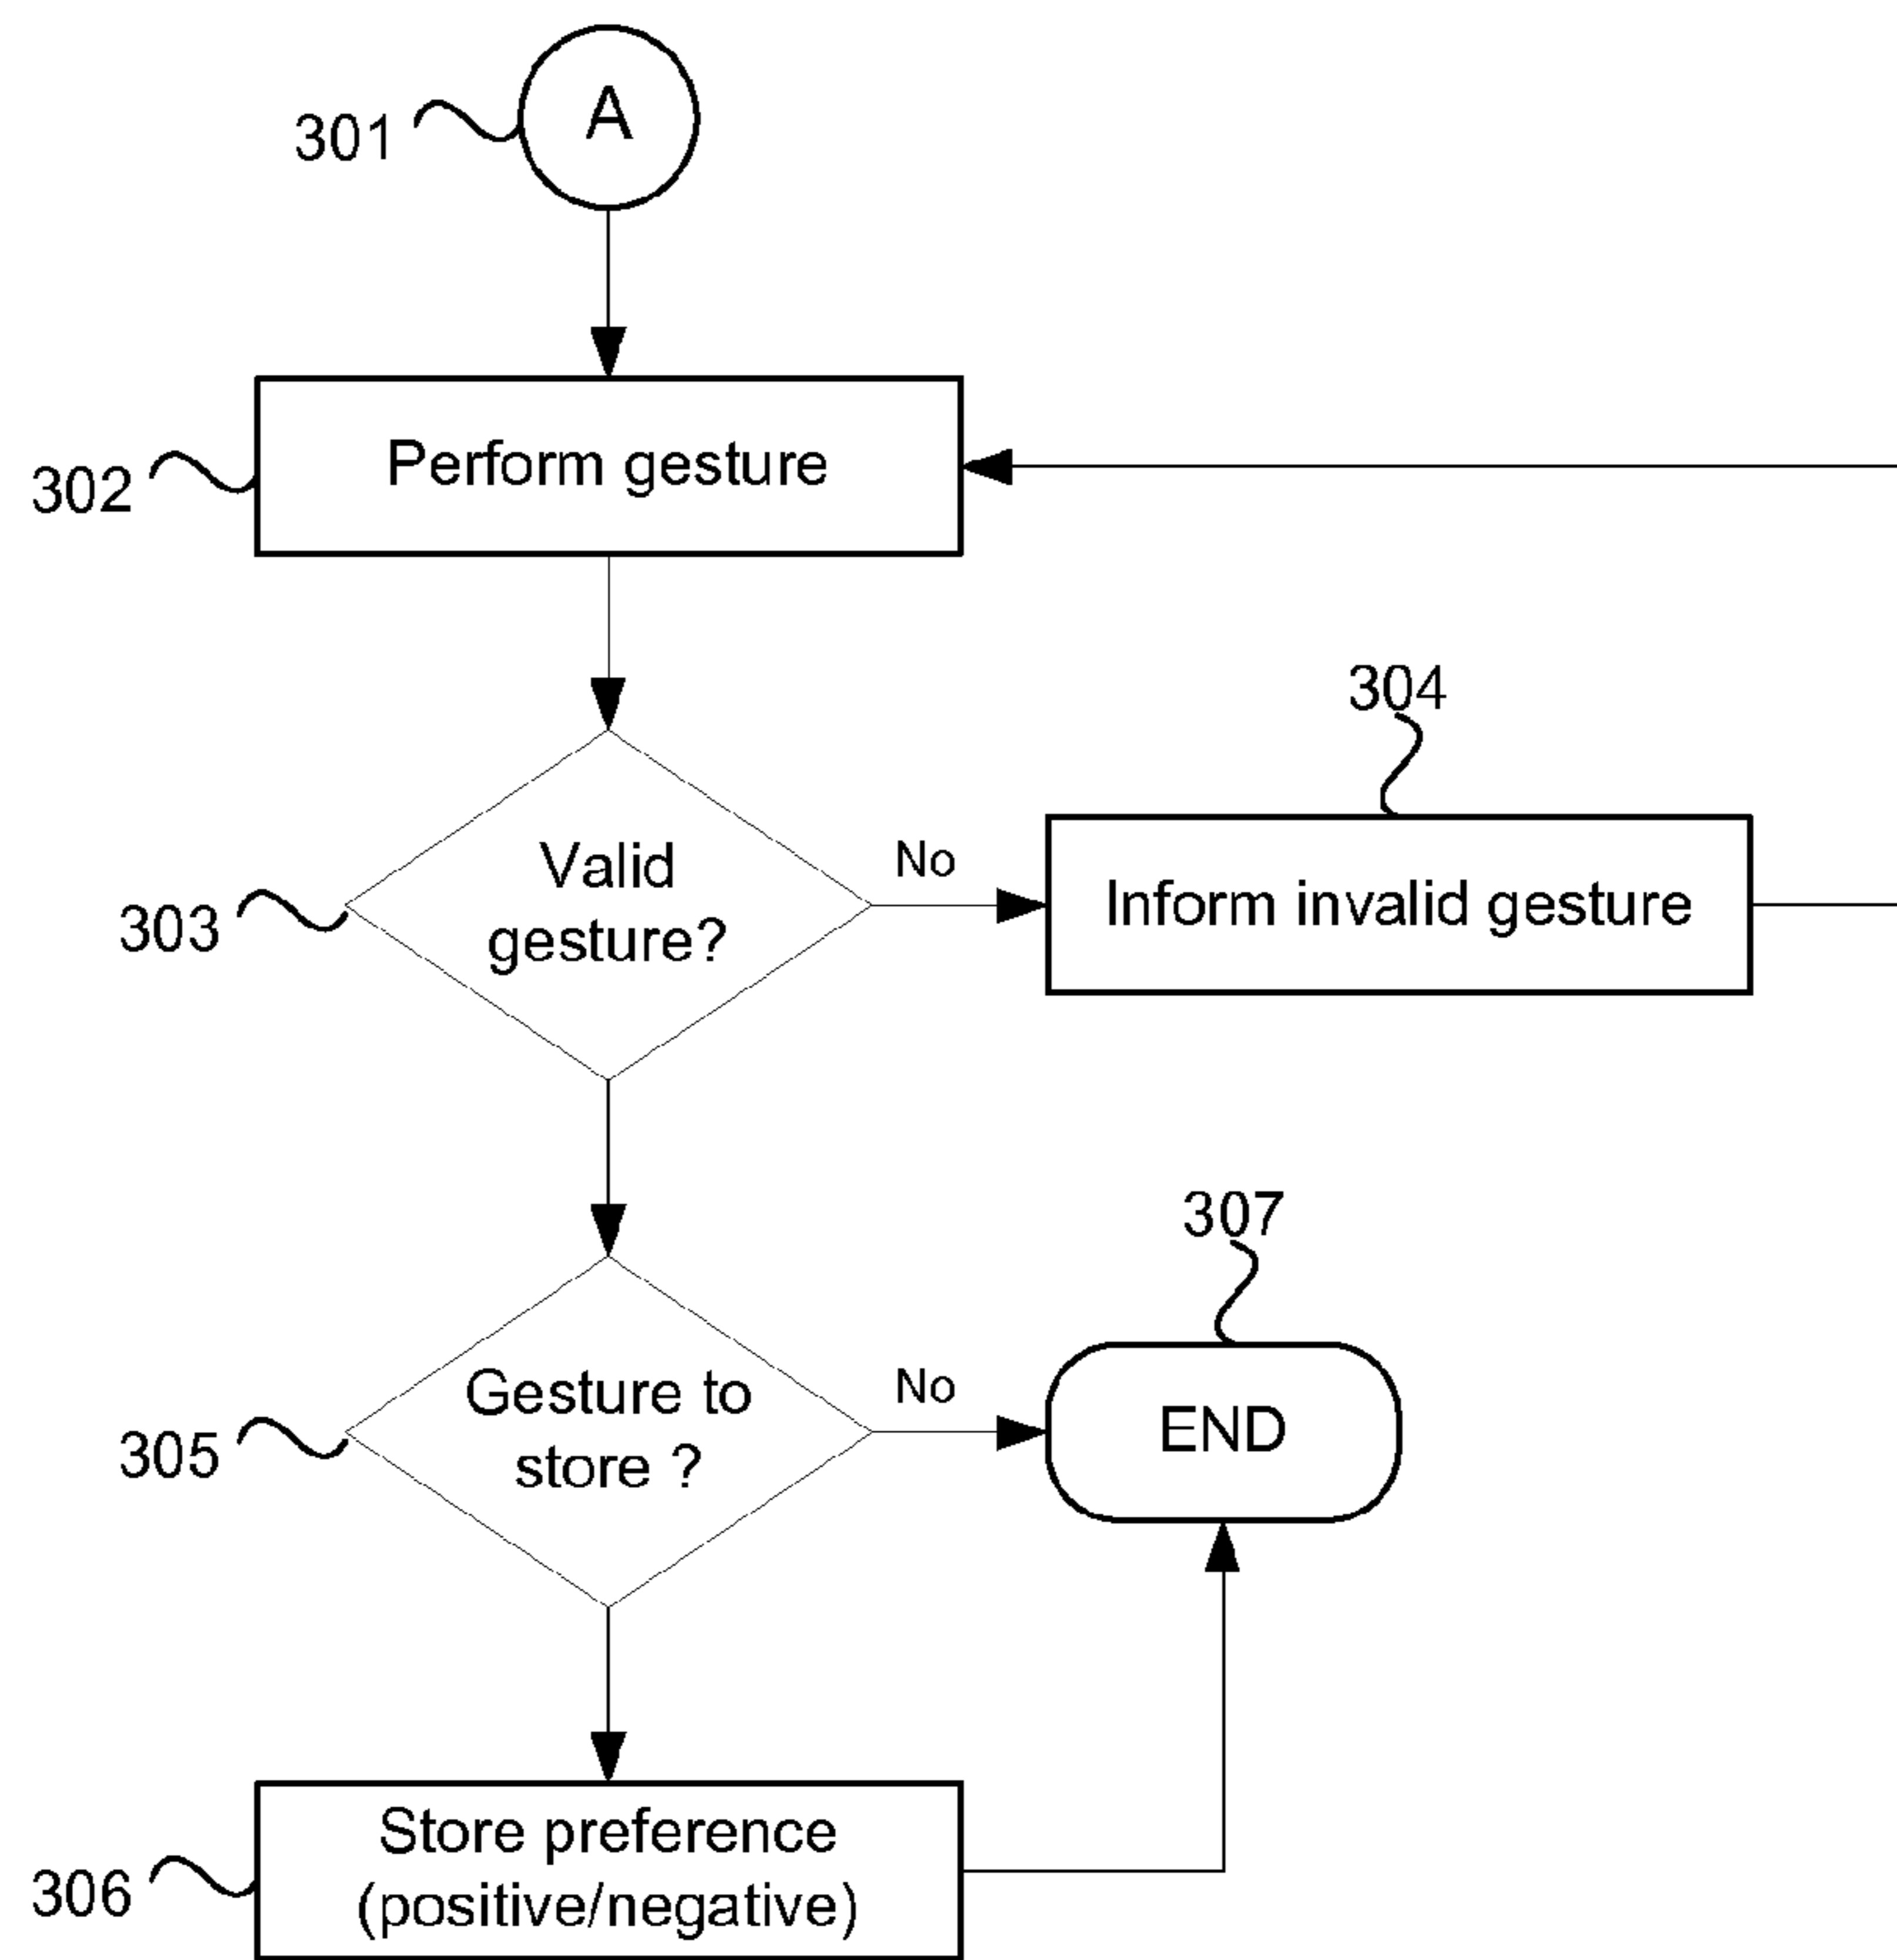 A
301
Perform gesture
302
304
Valid
gesture?
No
Inform invalid gesture
303
307
Gesture to
store ?
No
END
305
Store preference
(positive/negative)
306